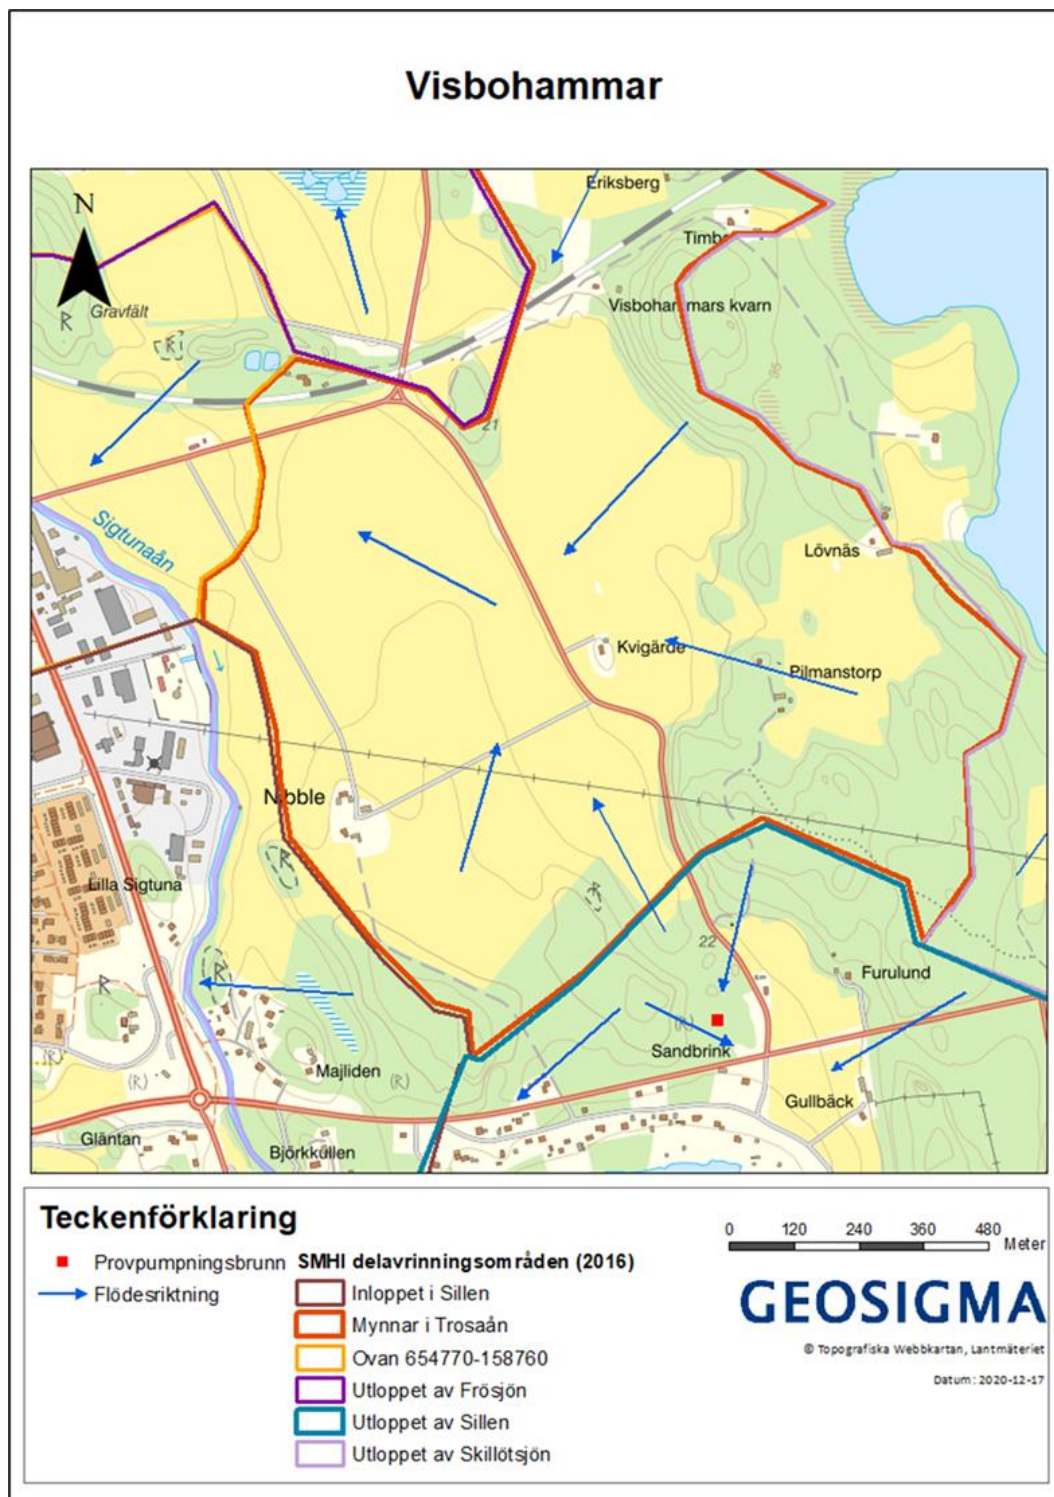 Visbohammar
Eriksberg
N
Visbohammars kvarn
Gravfält
R
R
21
55
Sigtunaån
Lövnäs
Kvigärde
Pilmanstorp
Nibble
R
Lilla Sigtuna
R
22
Furulund
R
R
(R)
Sandbrink
Majliden
(R)
(R)
Gullbäck
Gläntan
Björkkullen
Teckenförklaring
Provpumpningsbrunn
Flödesriktning
SMHI delavrinningsområden (2016)
Inloppet i Sillen
Mynnar i Trosaån
Ovan 654770-158760
Utloppet av Frösjön
Utloppet av Sillen
Utloppet av Skillötsjön
0 120 240 360 480
Meter
GEOSIGMA
© Topografiska Webbkartan, Lantmäteriet
Datum: 2020-12-17